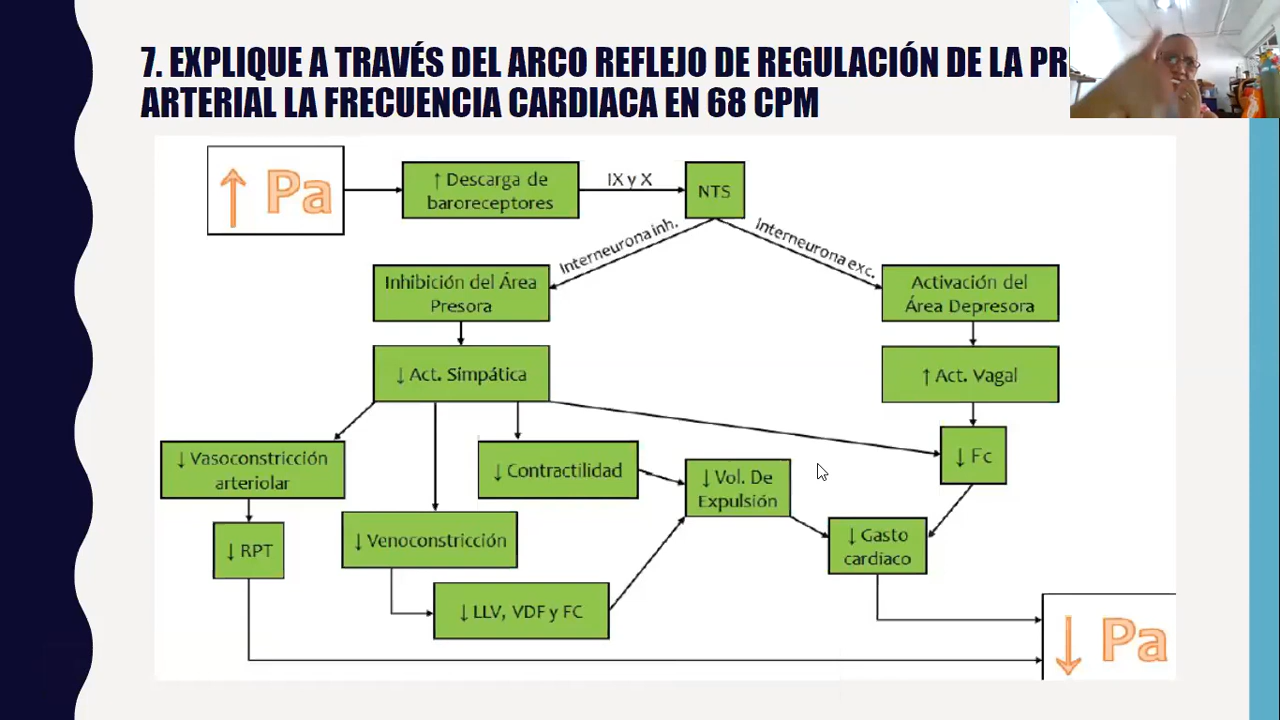 7. EXPLIQUE A TRAVÉS DEL ARCO REFLEJO DE REGULACIÓN DE LA
ARTERIAL LA FRECUENCIA CARDIACA EN 68 CPM
↑ Pa
↑ Descarga de
baroreceptores
IX y X
NTS
Interneurona inh.
Interneurona exc.
Inhibición del Área
Presora
Activación del
Área Depresora
↓ Act. Simpática
↑ Act. Vagal
↓ Vasoconstricción
arteriolar
↓ Contractilidad
↓ Vol. De
Expulsión
↓ Fc
↓ RPT
↓ Venoconstricción
↓ Gasto
cardíaco
↓ LLV, VDF y FC
↓ Pa